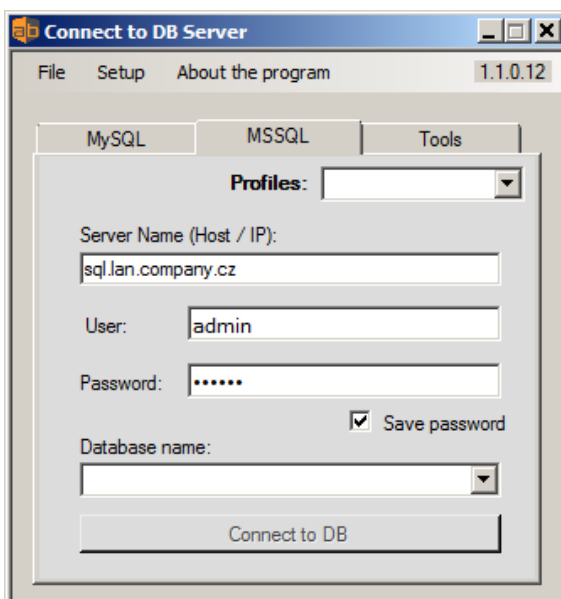 ab Connect to DB Server
File Setup About the program 1.1.0.12
MySQL MSSQL Tools
Profiles:
Server Name (Host / IP):
sql.lan.company.cz
User: admin
Password: ••••••
Save password
Database name:
Connect to DB